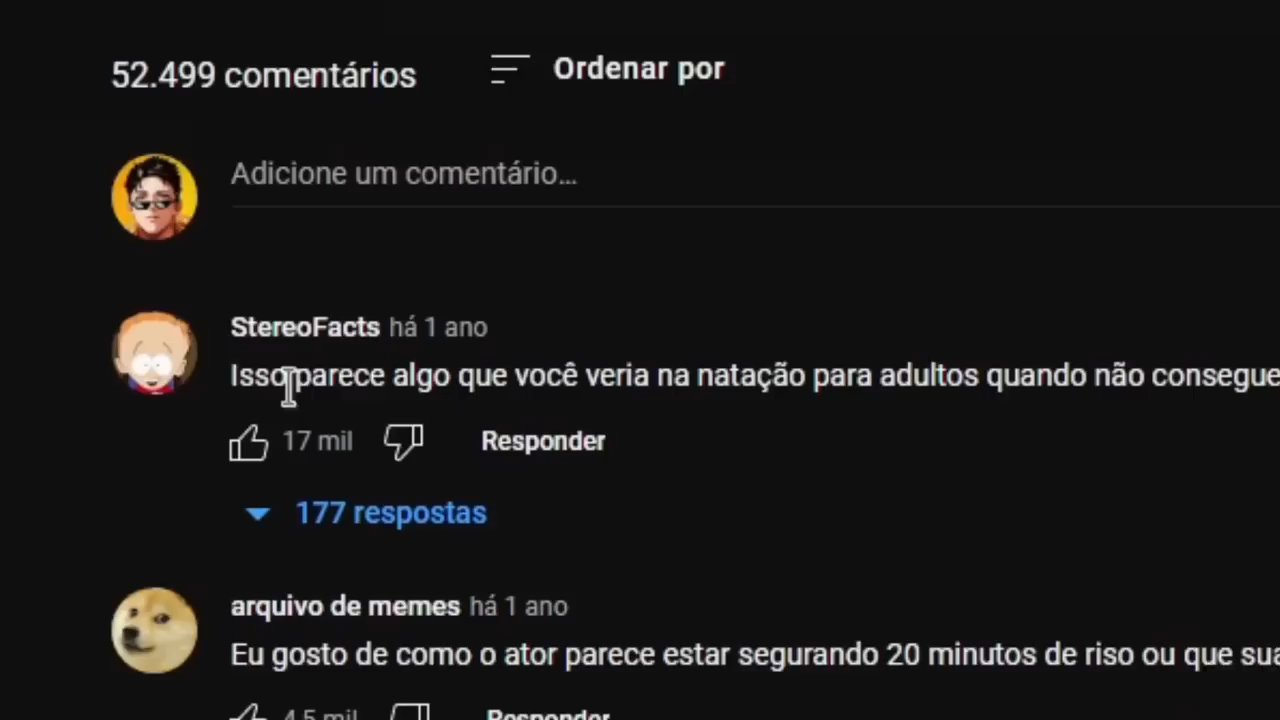 52.499 comentários
Ordenar por
Adicione um comentário...
StereoFacts há 1 ano
Isso parece algo que você veria na natação para adultos quando não consegue
17 mil
Responder
177 respostas
arquivo de memes há 1 ano
Eu gosto de como o ator parece estar segurando 20 minutos de riso ou que sua
4,5 mil
Responder